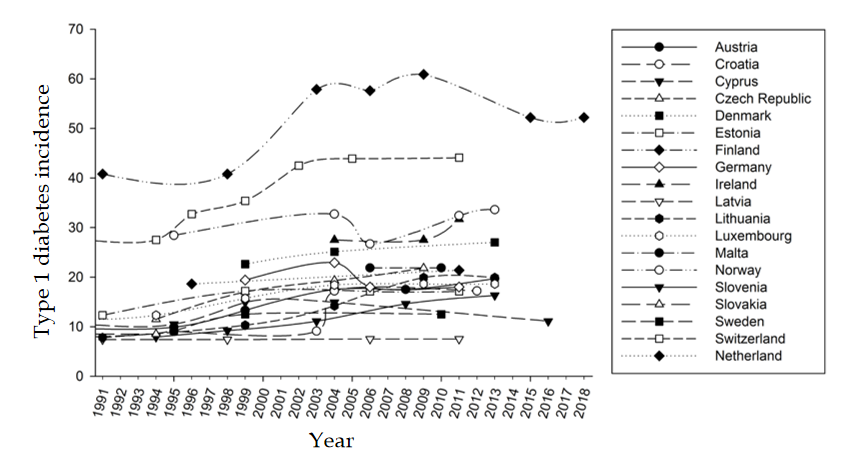 70
60
50
40
30
20
10
0
Type 1 diabetes incidence
1991 1992 1993 1994 1995 1996 1997 1998 1999 2000 2001 2002 2003 2004 2005 2006 2007 2008 2009 2010 2011 2012 2013 2014 2015 2016 2017 2018
Year
Austria
Croatia
Cyprus
Czech Republic
Denmark
Estonia
Finland
Germany
Ireland
Latvia
Lithuania
Luxembourg
Malta
Norway
Slovenia
Slovakia
Sweden
Switzerland
Netherland